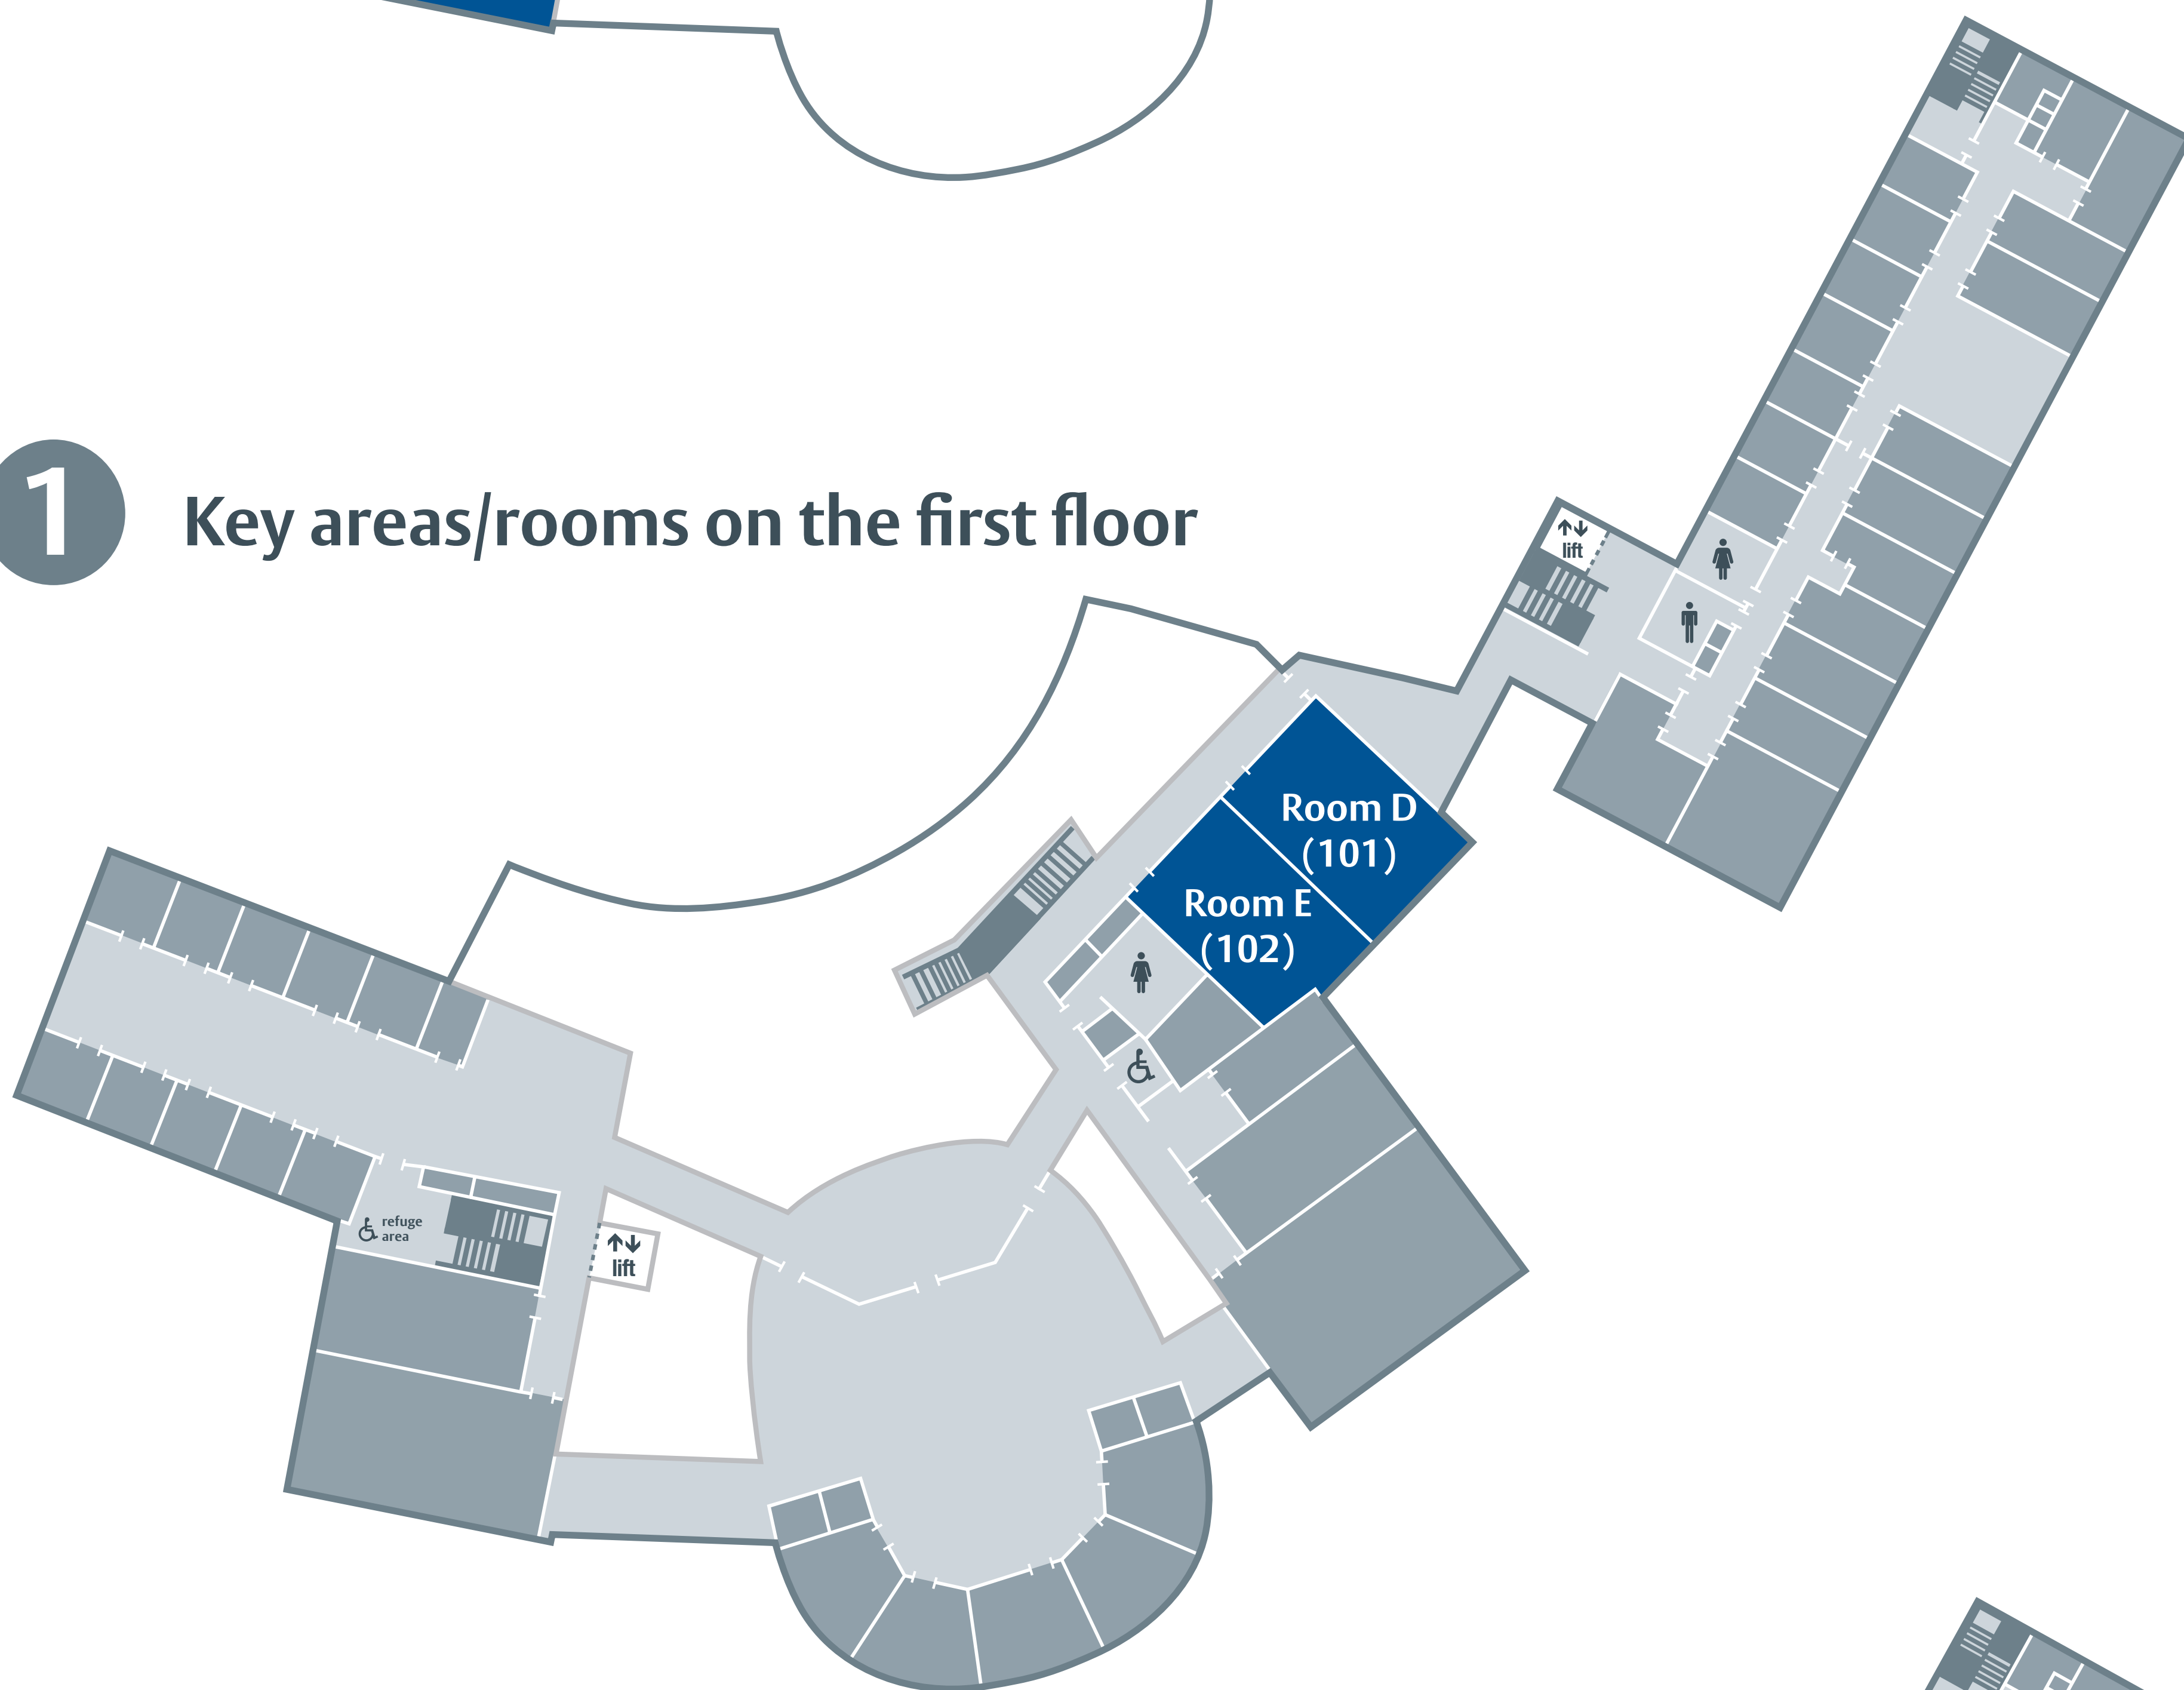 1
Key areas/rooms on the first floor
lift
Room D
(101)
Room E
(102)
refuge
area
lift